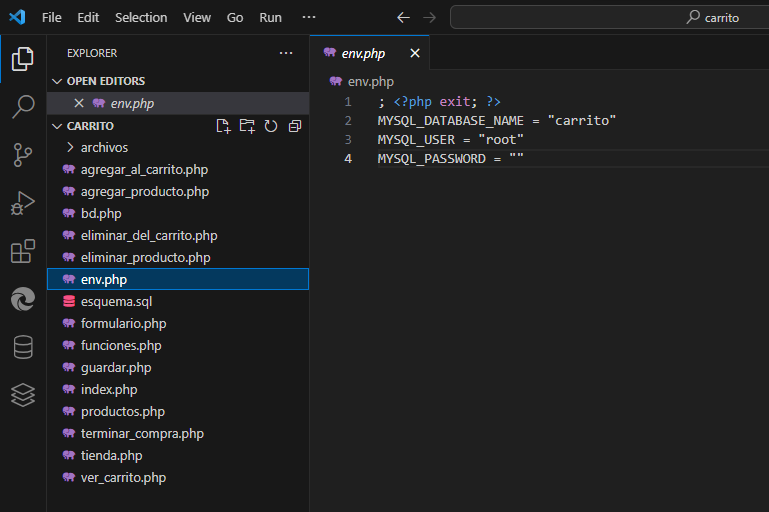 File Edit Selection View Go Run ··· carrito
EXPLORER ···
OPEN EDITORS
env.php
CARRITO
archivos
agregar_al_carrito.php
agregar_producto.php
bd.php
eliminar_del_carrito.php
eliminar_producto.php
env.php
esquema.sql
formulario.php
funciones.php
guardar.php
index.php
productos.php
terminar_compra.php
tienda.php
ver_carrito.php
env.php
env.php
1 ; <?php exit; ?>
2 MYSQL_DATABASE_NAME = "carrito"
3 MYSQL_USER = "root"
4 MYSQL_PASSWORD = ""